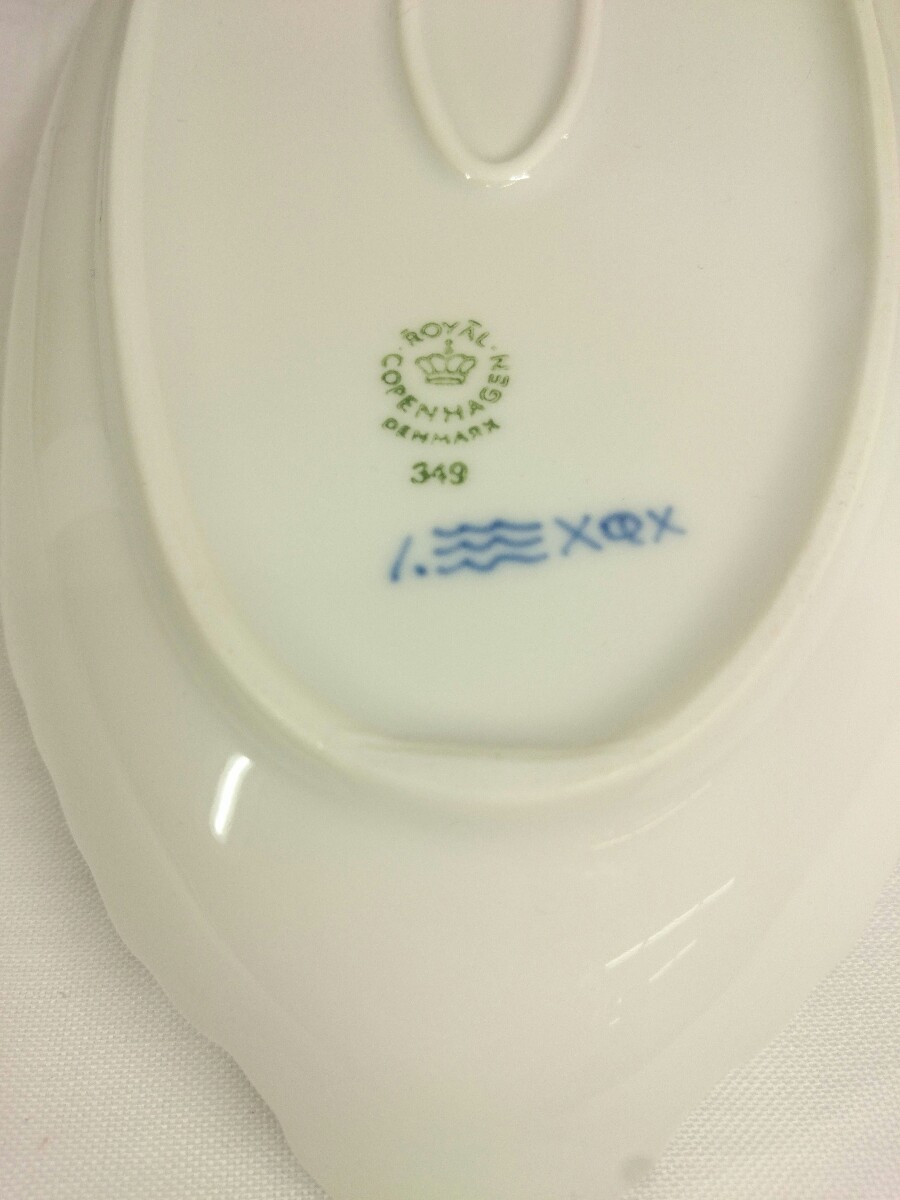 ROYAL
COPENHAGEN
DENMARK
349
1. XQX